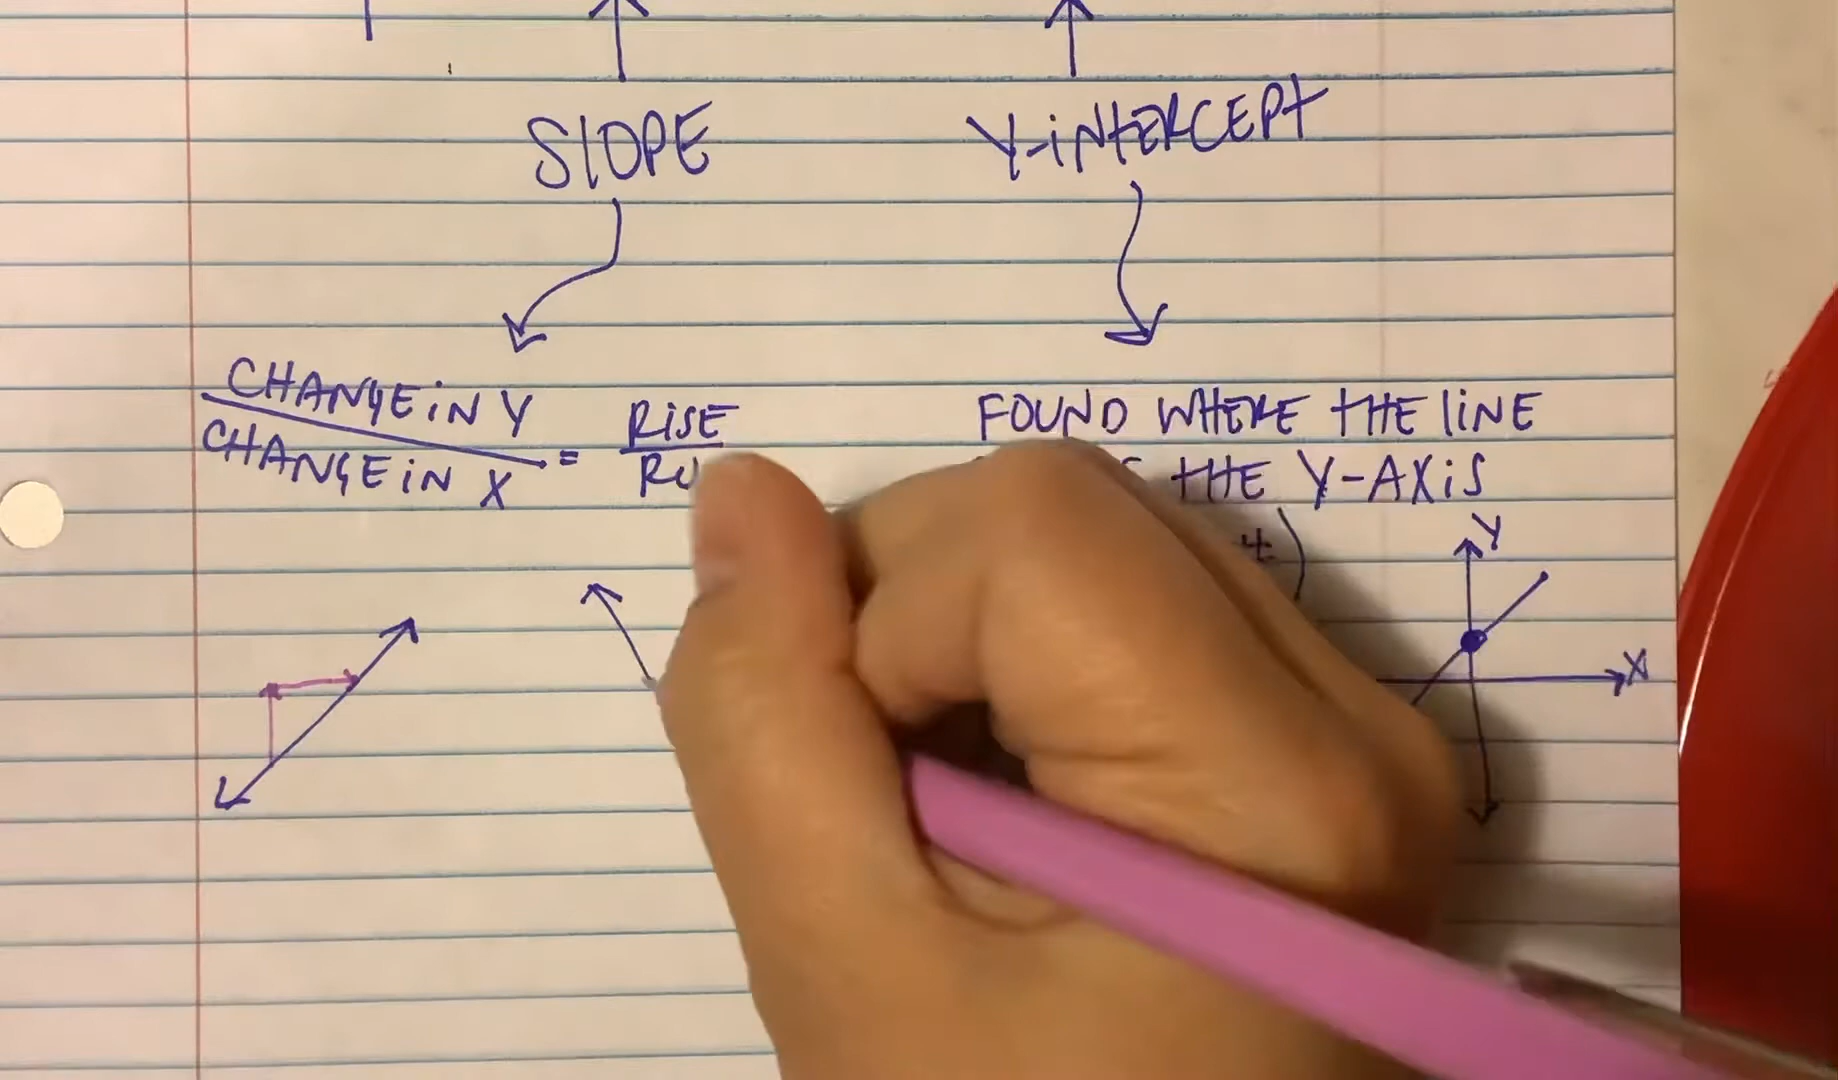 SLOPE
Y-INTERCEPT
CHANGE IN Y
CHANGE IN X
=
RISE
FOUND WHERE THE LINE
THE Y-AXIS
Y
X